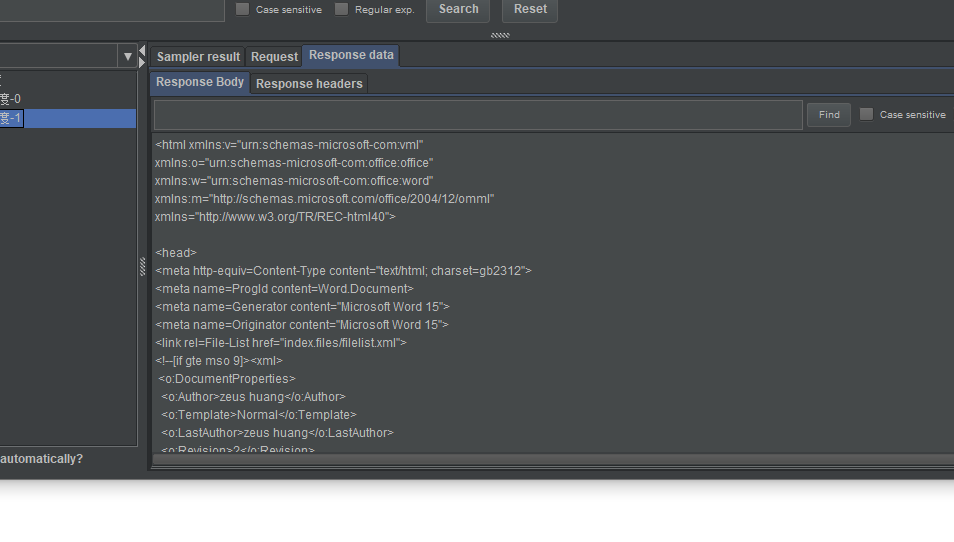 Case sensitive Regular exp. Search Reset
Sampler result Request Response data
Response Body Response headers
度-0
度-1
Find Case sensitive
<html xmlns:v="urn:schemas-microsoft-com:vml"
xmlns:o="urn:schemas-microsoft-com:office:office"
xmlns:w="urn:schemas-microsoft-com:office:word"
xmlns:m="http://schemas.microsoft.com/office/2004/12/omml"
xmlns="http://www.w3.org/TR/REC-html40">
<head>
<meta http-equiv=Content-Type content="text/html; charset=gb2312">
<meta name=ProgId content=Word.Document>
<meta name=Generator content="Microsoft Word 15">
<meta name=Originator content="Microsoft Word 15">
<link rel=File-List href="index.files/filelist.xml">
<!--[if gte mso 9]><xml>
<o:DocumentProperties>
<o:Author>zeus huang</o:Author>
<o:Template>Normal</o:Template>
<o:LastAuthor>zeus huang</o:LastAuthor>
<o:Revision>2</o:Revision>
automatically?